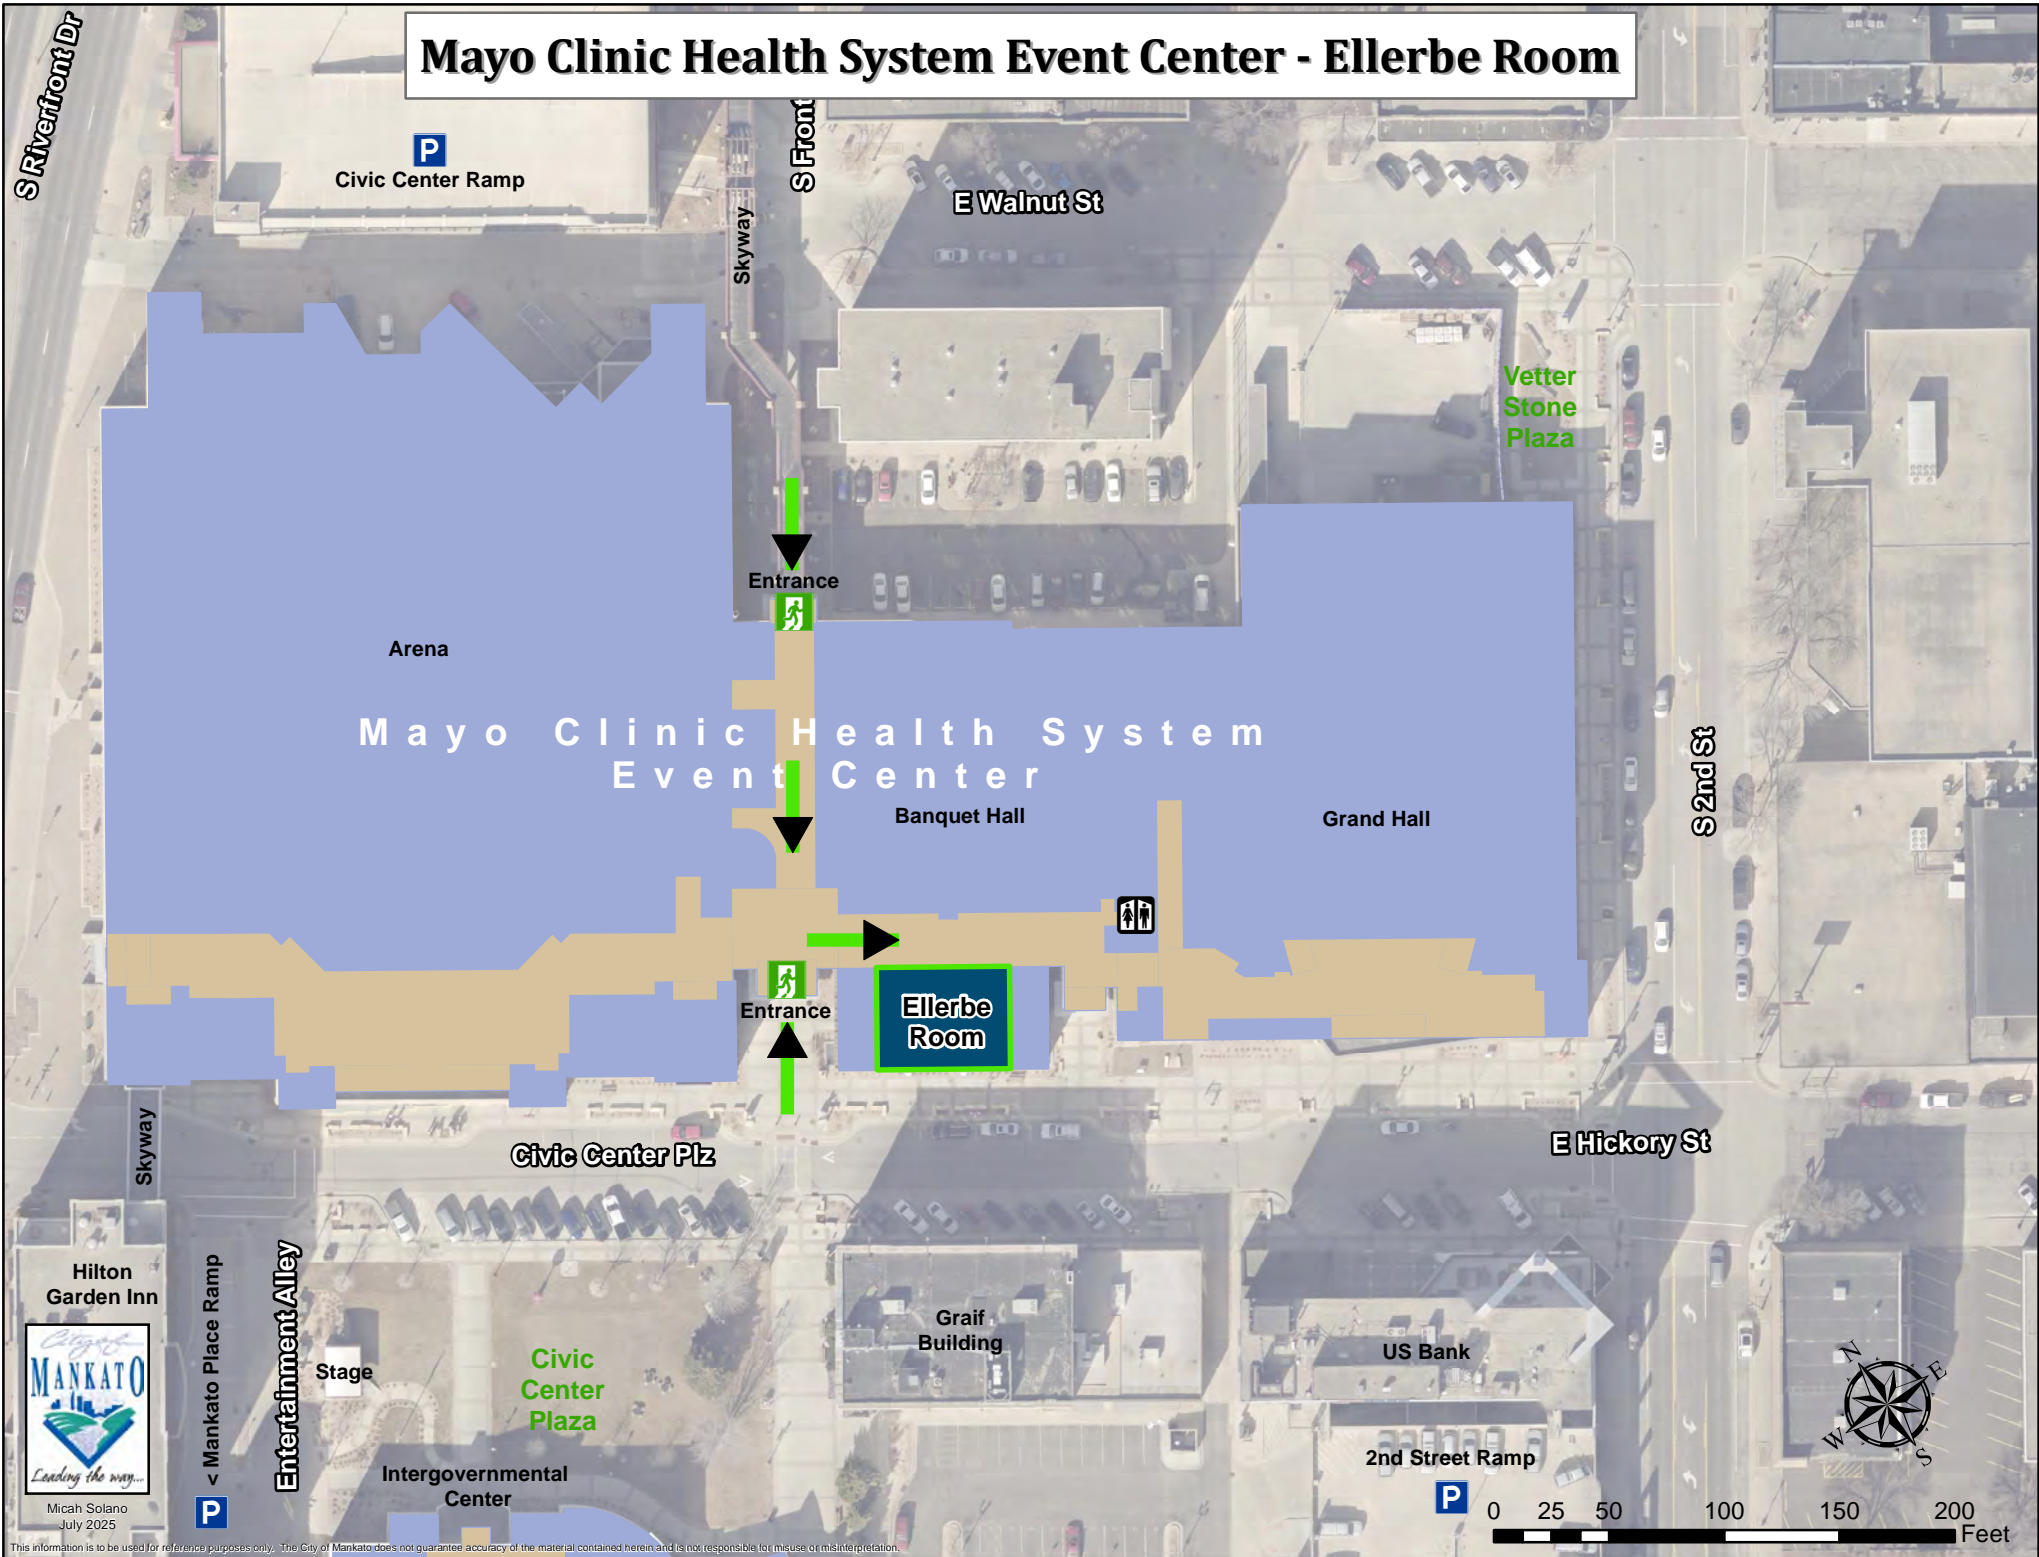 Mayo Clinic Health System Event Center - Ellerbe Room
S Riverfront Dr
P
Civic Center Ramp
S Front
Skyway
E Walnut St
Vetter
Stone
Plaza
Entrance
Arena
Mayo Clinic Health System
Event Center
Banquet Hall
Grand Hall
S 2nd St
Entrance
Ellerbe
Room
Skyway
Civic Center Plz
E Hickory St
Hilton
Garden Inn
< Mankato Place Ramp
P
Entertainment Alley
Stage
Civic
Center
Plaza
Graif
Building
US Bank
Intergovernmental
Center
2nd Street Ramp
P
N
E
W
S
0 25 50 100 150 200
Feet
City of
MANKATO
Leading the way...
Micah Solano
July 2025
This information is to be used for reference purposes only. The City of Mankato does not guarantee accuracy of the material contained herein and is not responsible for misuse or misinterpretation.